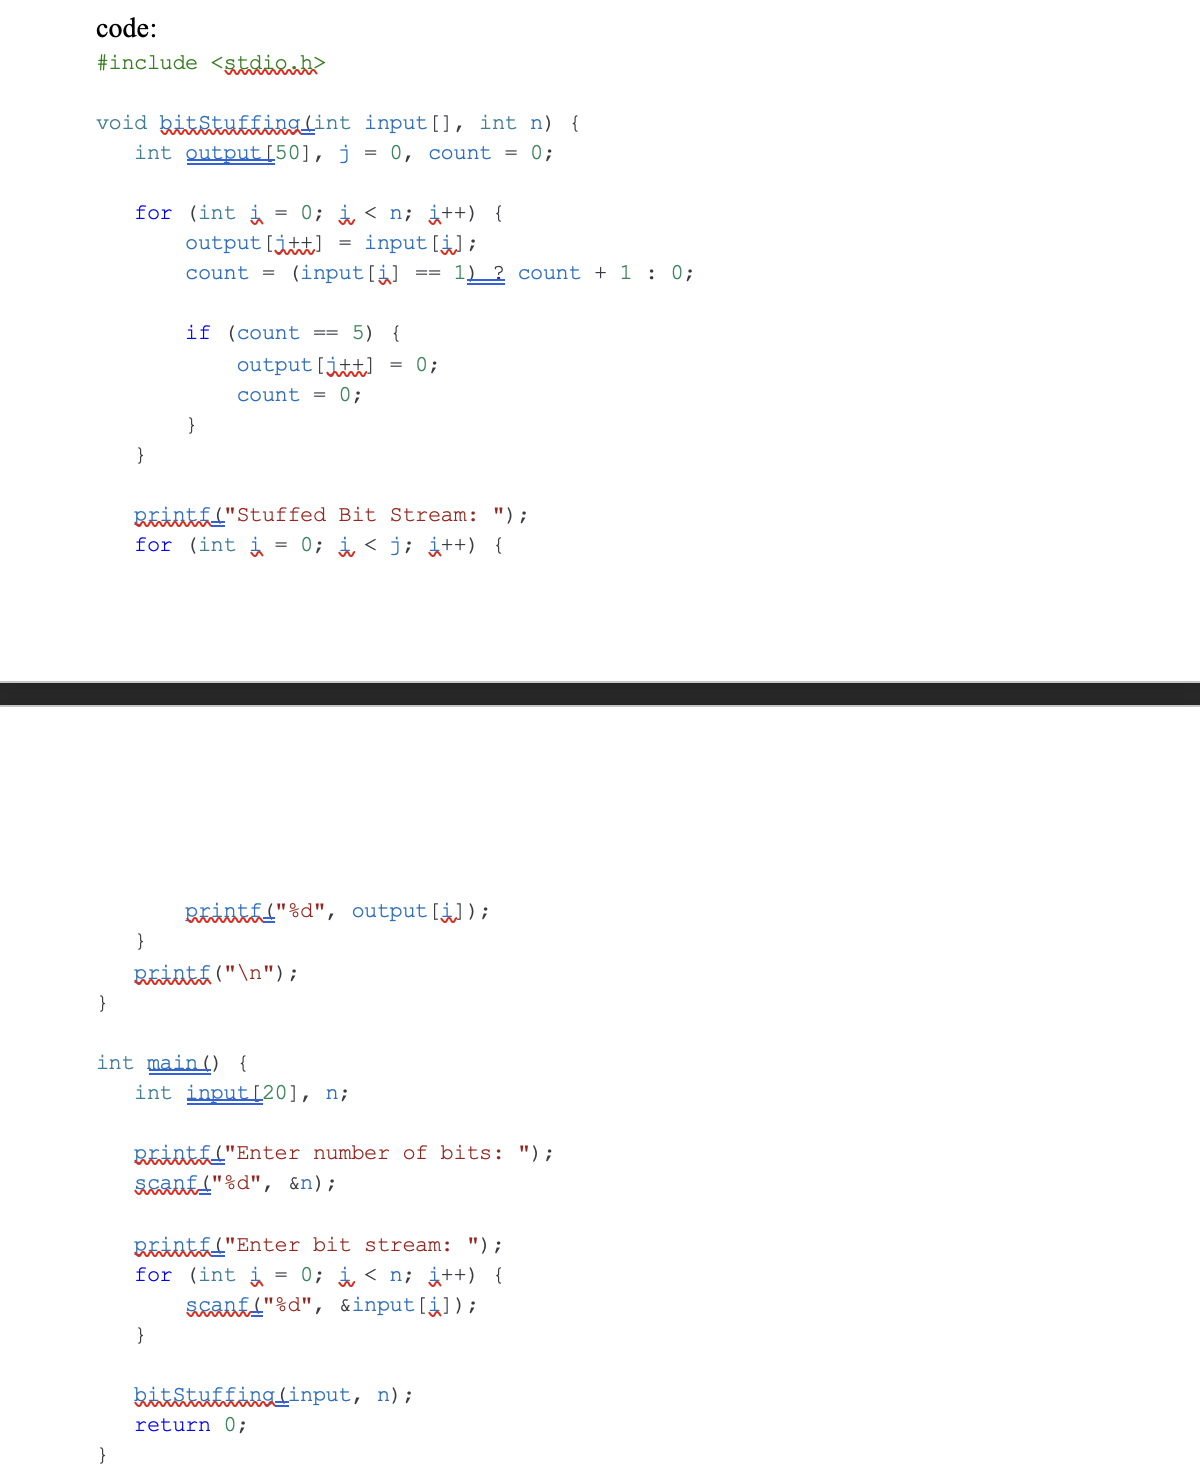 code:
#include <stdio.h>
void bitStuffing(int input[], int n) {
int output[50], j = 0, count = 0;
for (int i = 0; i < n; i++) {
output[j++] = input[i];
count = (input[i] == 1) ? count + 1 : 0;
if (count == 5) {
output[j++] = 0;
count = 0;
}
}
printf("Stuffed Bit Stream: ");
for (int i = 0; i < j; i++) {
printf("%d", output[i]);
}
printf("\n");
}
int main() {
int input[20], n;
printf("Enter number of bits: ");
scanf("%d", &n);
printf("Enter bit stream: ");
for (int i = 0; i < n; i++) {
scanf("%d", &input[i]);
}
bitStuffing(input, n);
return 0;
}